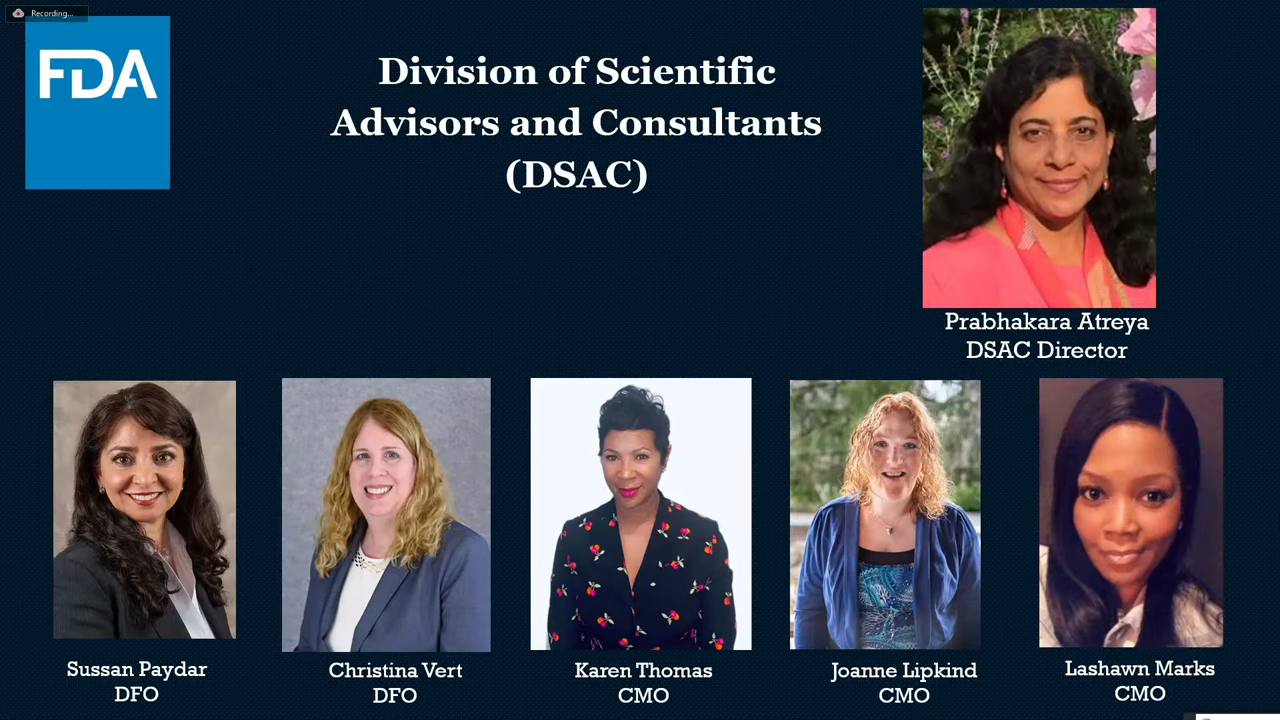 Recording...
FDA
Division of Scientific
Advisors and Consultants
(DSAC)
Prabhakara Atreya
DSAC Director
Sussan Paydar
DFO
Christina Vert
DFO
Karen Thomas
CMO
Joanne Lipkind
CMO
Lashawn Marks
CMO